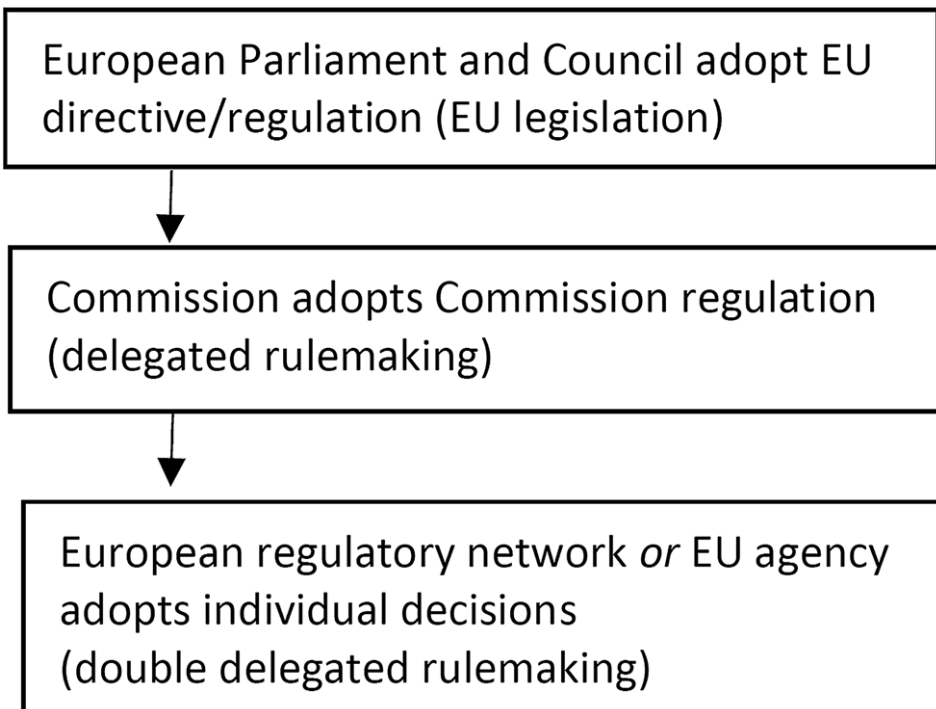 European Parliament and Council adopt EU
directive/regulation (EU legislation)
Commission adopts Commission regulation
(delegated rulemaking)
European regulatory network or EU agency
adopts individual decisions
(double delegated rulemaking)